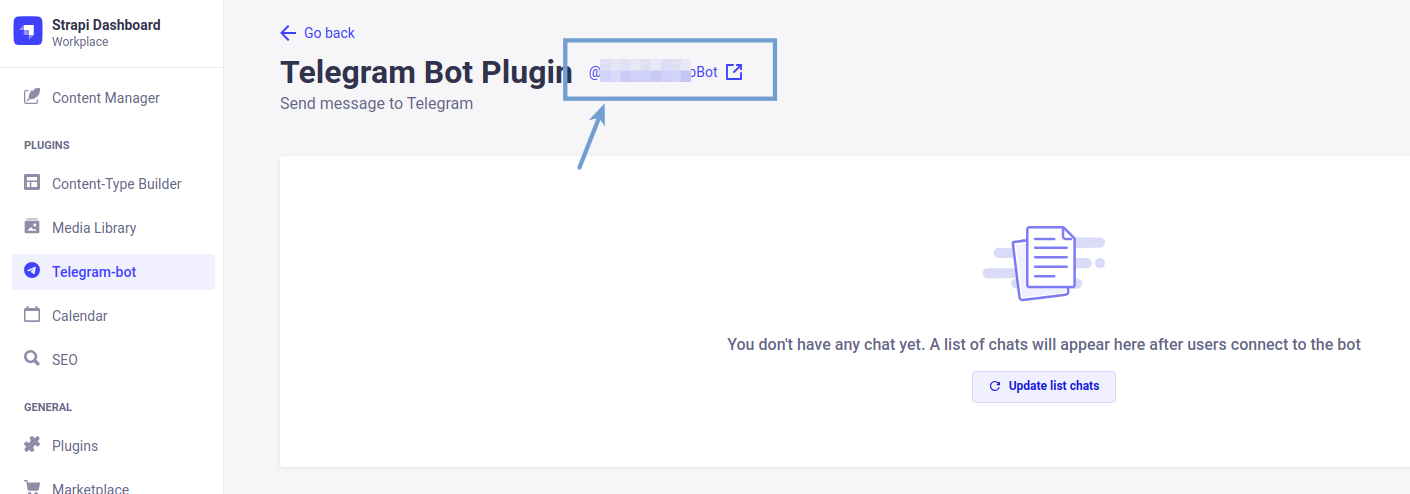 Strapi Dashboard
Workplace
Content Manager
PLUGINS
Content-Type Builder
Media Library
Telegram-bot
Calendar
SEO
GENERAL
Plugins
Marketplace
Go back
Telegram Bot Plugin
Send message to Telegram
You don't have any chat yet. A list of chats will appear here after users connect to the bot
Update list chats